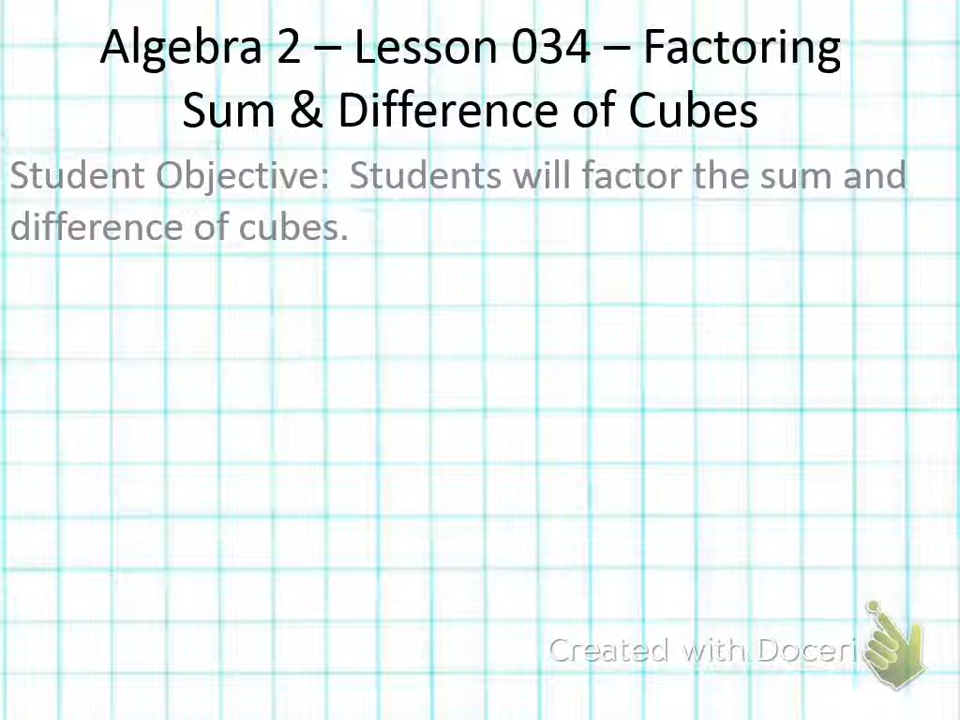 Algebra 2 – Lesson 034 – Factoring
Sum & Difference of Cubes
Student Objective:  Students will factor the sum and
difference of cubes.
Created with Doceri